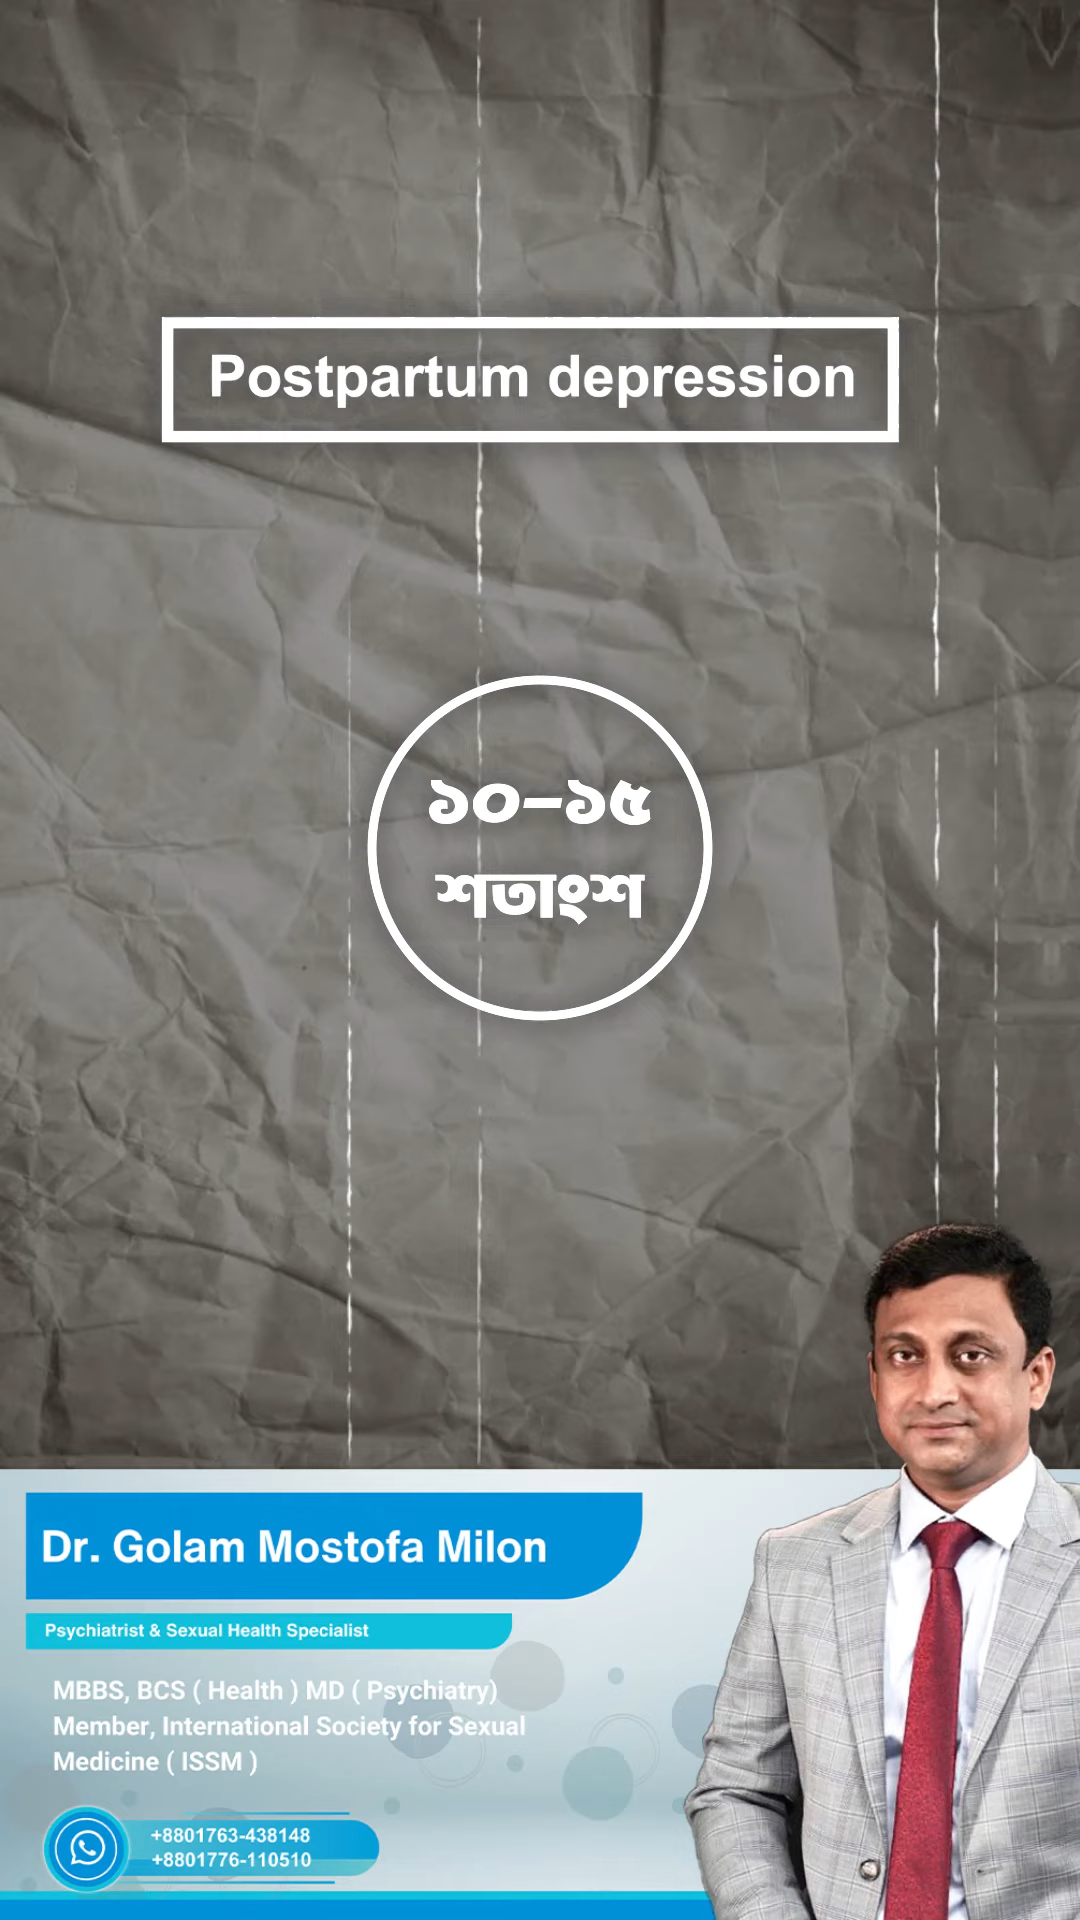 Postpartum depression
১০–১৫
শতাংশ
Dr. Golam Mostofa Milon
Psychiatrist & Sexual Health Specialist
MBBS, BCS ( Health ) MD ( Psychiatry)
Member, International Society for Sexual
Medicine ( ISSM )
+8801763-438148
+8801776-110510